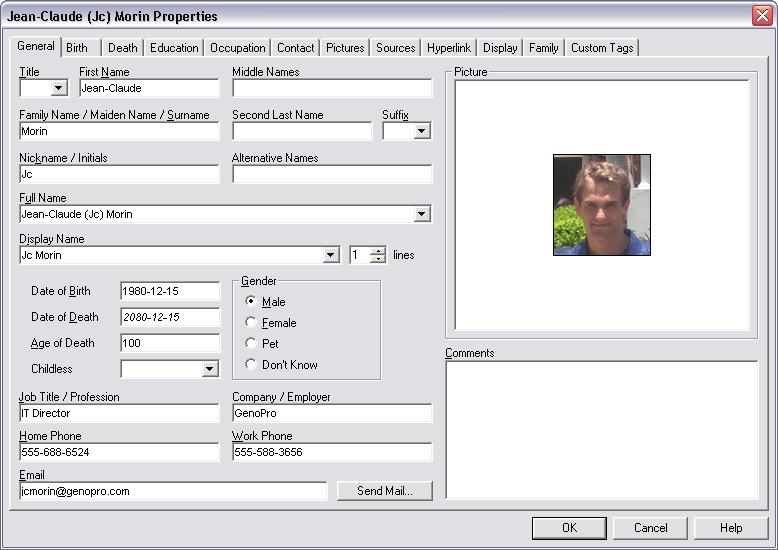 Jean-Claude (Jc) Morin Properties
General Birth Death Education Occupation Contact Pictures Sources Hyperlink Display Family Custom Tags
Title First Name Middle Names Picture
Jean-Claude
Family Name / Maiden Name / Surname Second Last Name Suffix
Morin
Nickname / Initials Alternative Names
Jc
Full Name
Jean-Claude (Jc) Morin
Display Name
Jc Morin 1 lines
Gender
Date of Birth 1980-12-15 Male
Date of Death 2080-12-15 Female
Age of Death 100 Pet
Childless Don't Know
Comments
Job Title / Profession Company / Employer
IT Director GenoPro
Home Phone Work Phone
555-688-6524 555-588-3656
Email
jcmorin@genopro.com Send Mail...
OK Cancel Help